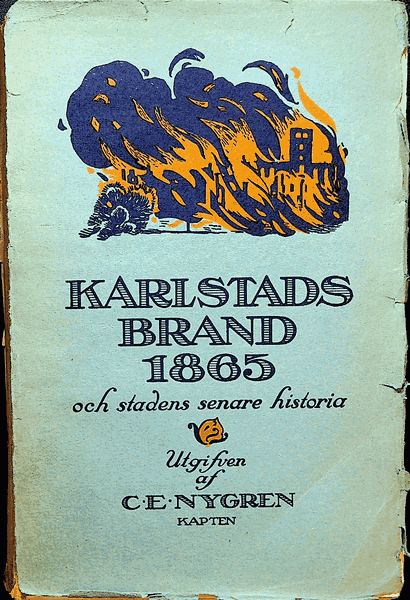 KARLSTADS
BRAND
1865
och stadens senare historia
Utgifven
af
C·E·NYGREN
KAPTEN